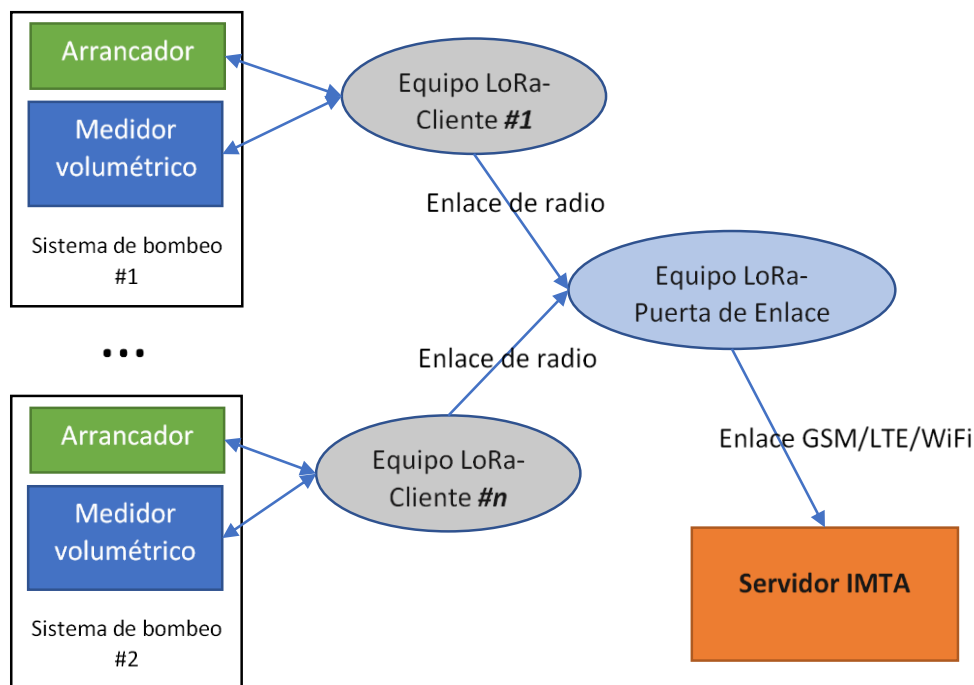 Arrancador
Medidor
volumétrico
Sistema de bombeo
#1
Equipo LoRa-
Cliente #1
Enlace de radio
Equipo LoRa-
Puerta de Enlace
...
Enlace de radio
Arrancador
Medidor
volumétrico
Sistema de bombeo
#2
Equipo LoRa-
Cliente #n
Enlace GSM/LTE/WiFi
Servidor IMTA